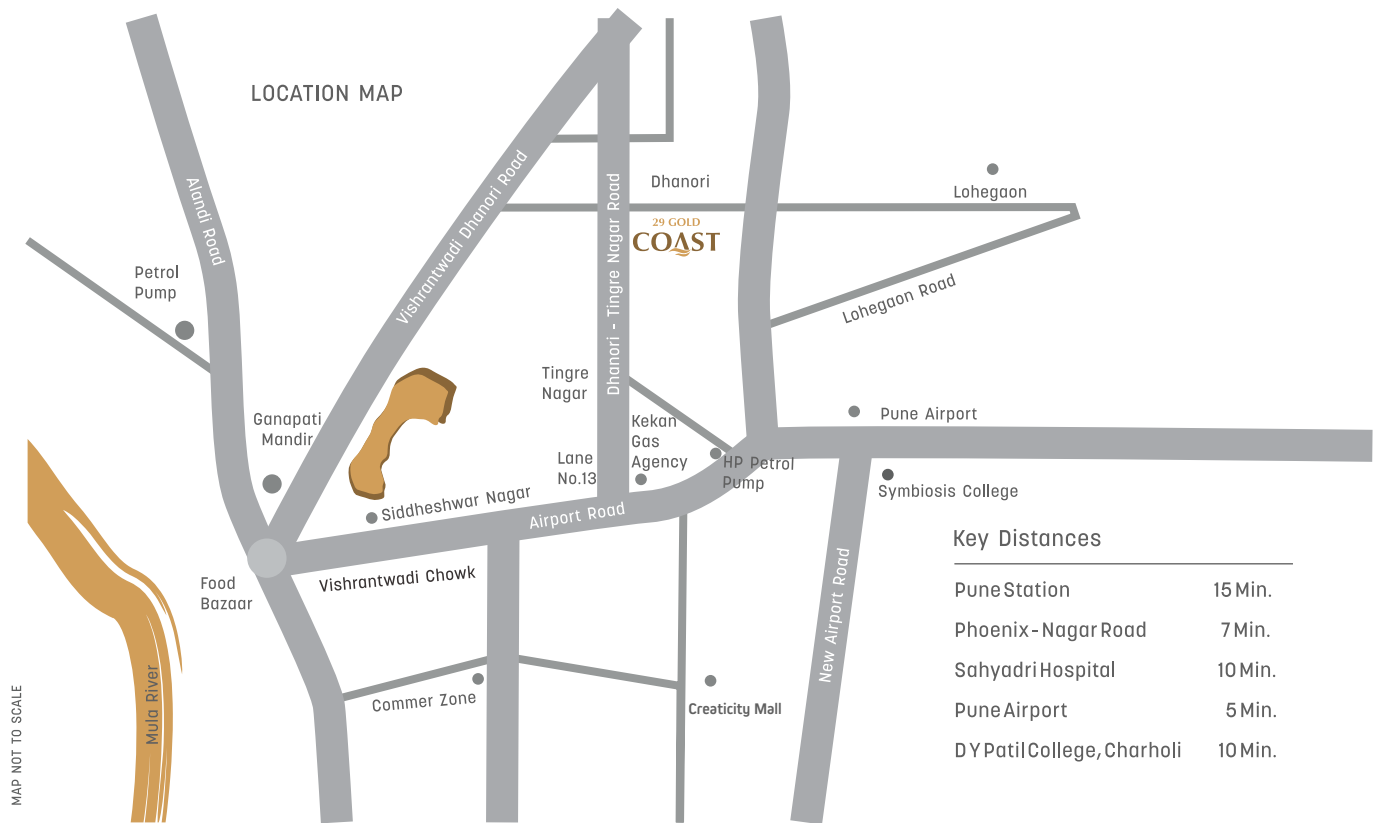 LOCATION MAP
Alandi Road
Vishrantwadi Dhanori Road
Dhanori - Tingre Nagar Road
Dhanori
Lohegaon
29 GOLD
COAST
Lohegaon Road
Petrol
Pump
Tingre
Nagar
Ganapati
Mandir
Kekan
Gas
Agency
Pune Airport
Lane
No.13
HP Petrol
Pump
Symbiosis College
Siddheshwar Nagar
Airport Road
Vishrantwadi Chowk
Food
Bazaar
New Airport Road
Mula River
Commer Zone
Creaticity Mall
MAP NOT TO SCALE
Key Distances
Pune Station 15 Min.
Phoenix - Nagar Road 7 Min.
Sahyadri Hospital 10 Min.
Pune Airport 5 Min.
D Y Patil College, Charholi 10 Min.